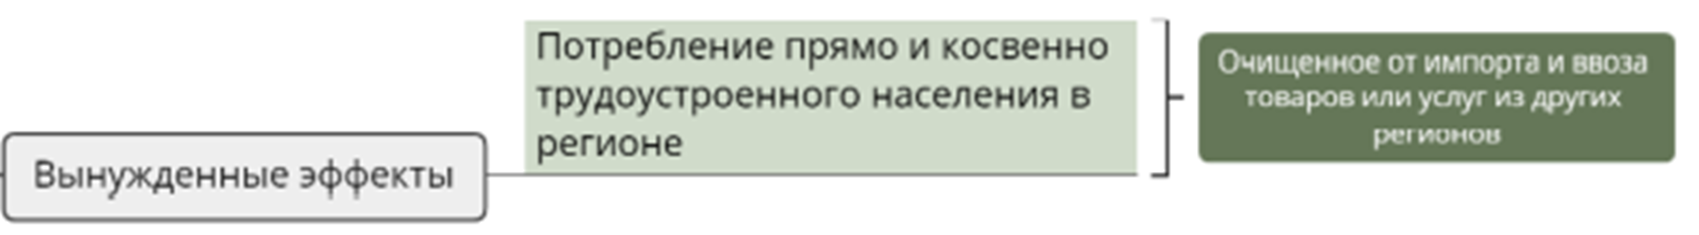 Вынужденные эффекты
Потребление прямо и косвенно
трудоустроенного населения в
регионе
Очищенное от импорта и ввоза
товаров или услуг из других
регионов